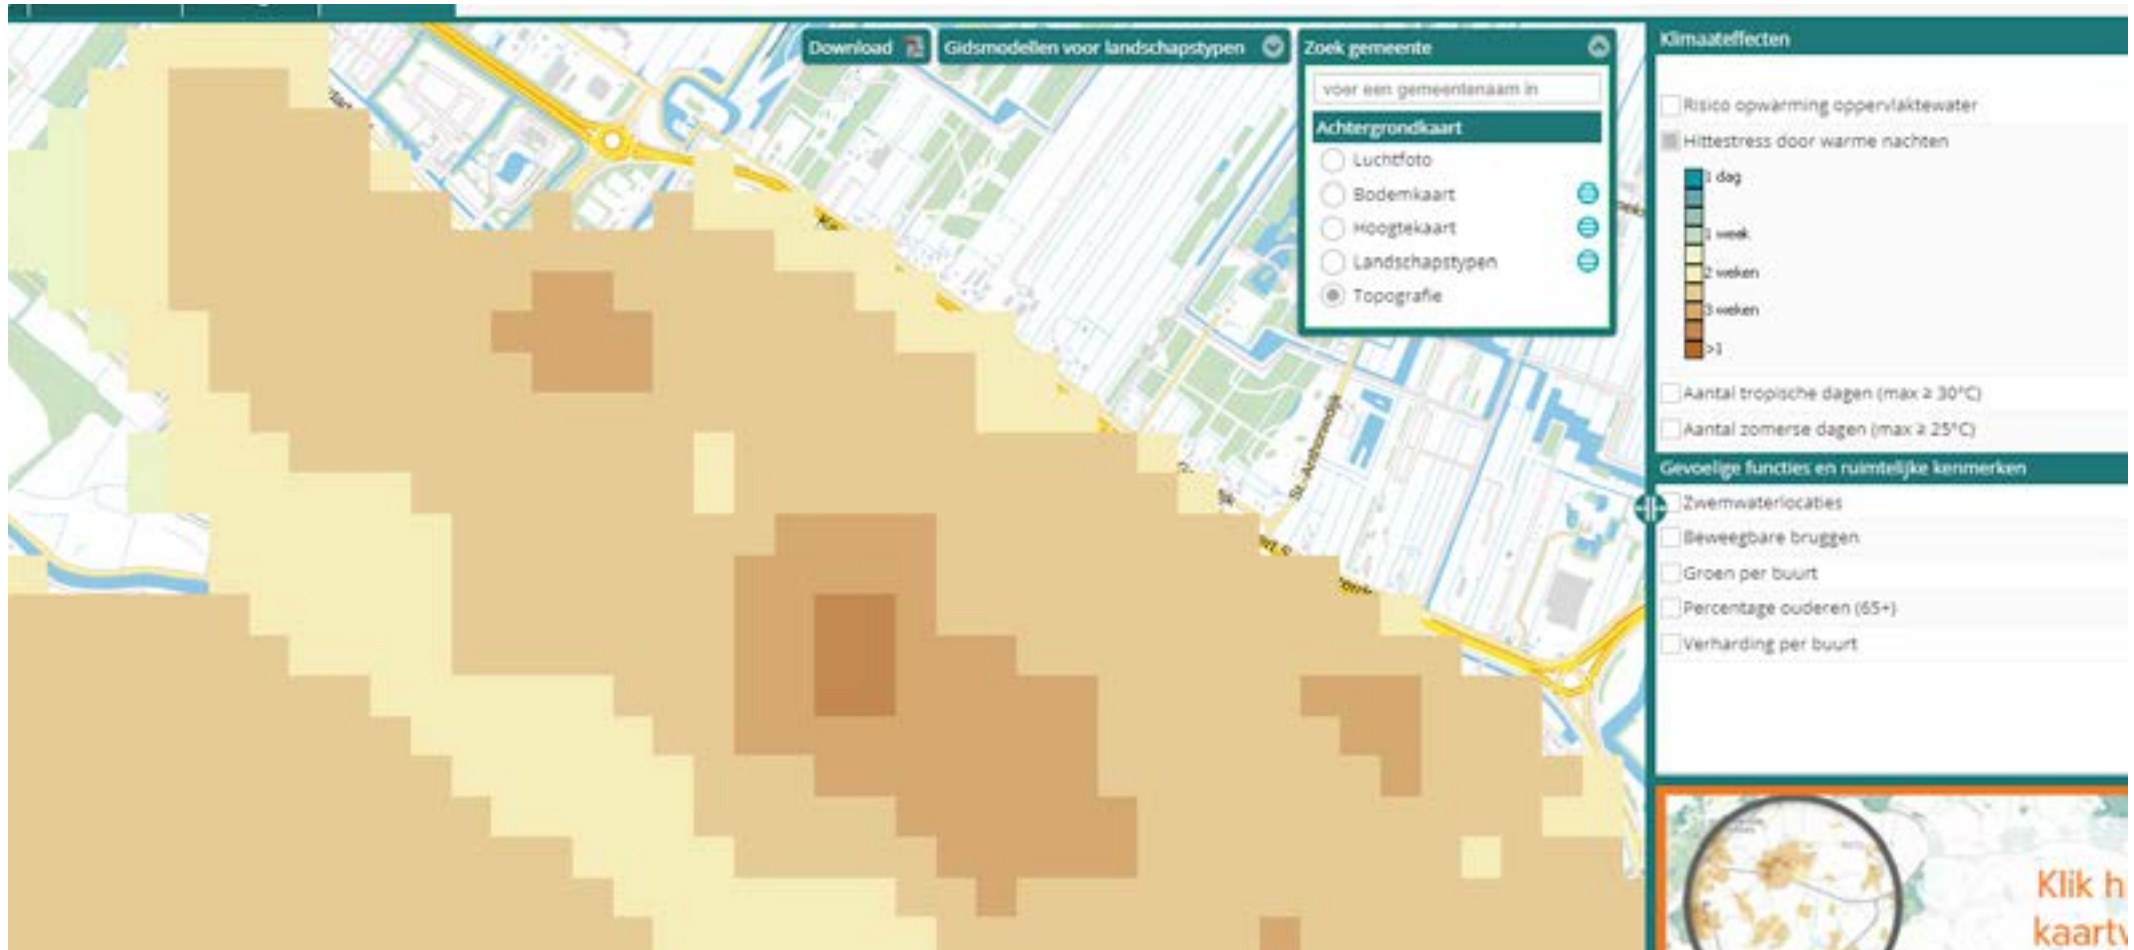 Download
Gidsmodellen voor landschapstypen
Zoek gemeente
voer een gemeentenaam in
Achtergrondkaart
Luchtfoto
Bodemkaart
Hoogtekaart
Landschapstypen
Topografie
St.-Anthoniedijk
Klimaateffecten
Risico opwarming oppervlaktewater
Hittestress door warme nachten
1 dag
1 week
2 weken
3 weken
>1
Aantal tropische dagen (max ≥ 30°C)
Aantal zomerse dagen (max ≥ 25°C)
Gevoelige functies en ruimtelijke kenmerken
Zwemwaterlocaties
Beweegbare bruggen
Groen per buurt
Percentage ouderen (65+)
Verharding per buurt
Klik h
kaartv